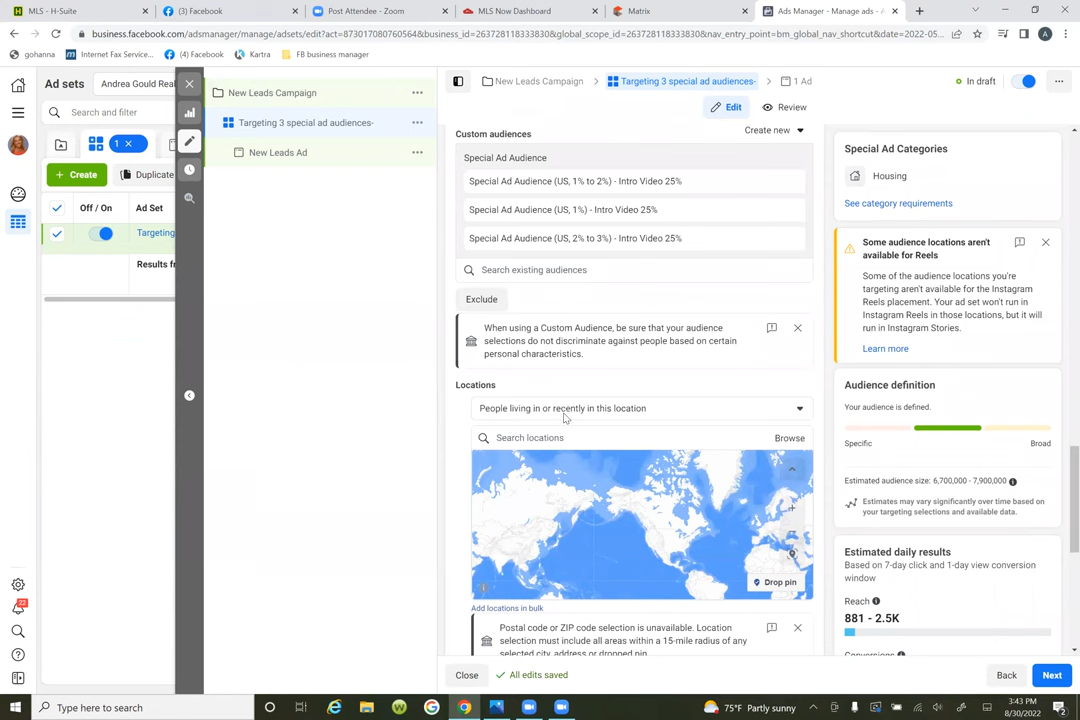 MLS - H-Suite
(3) Facebook
Post Attendee - Zoom
MLS Now Dashboard
Matrix
Ads Manager - Manage ads -
business.facebook.com/adsmanager/manage/adsets/edit?act=873017080760564&business_id=263728118333830&global_scope_id=263728118333830&nav_entry_point=bm_global_nav_shortcut&date=2022-05...
A
gohanna
Internet Fax Service...
(4) Facebook
Kartra
FB business manager
Ad sets
Andrea Gould Real
Search and filter
1
+ Create
Duplicate
Off / On
Ad Set
Targeting
Results fr
22
New Leads Campaign
Targeting 3 special ad audiences-
New Leads Ad
New Leads Campaign
Targeting 3 special ad audiences-
1 Ad
In draft
Edit
Review
Custom audiences
Create new
Special Ad Audience
Special Ad Audience (US, 1% to 2%) - Intro Video 25%
Special Ad Audience (US, 1%) - Intro Video 25%
Special Ad Audience (US, 2% to 3%) - Intro Video 25%
Search existing audiences
Exclude
When using a Custom Audience, be sure that your audience
selections do not discriminate against people based on certain
personal characteristics.
Locations
People living in or recently in this location
Search locations
Browse
Drop pin
Add locations in bulk
Postal code or ZIP code selection is unavailable. Location
selection must include all areas within a 15-mile radius of any
selected city, address or dropped pin.
Close
All edits saved
Back
Next
Special Ad Categories
Housing
See category requirements
Some audience locations aren't
available for Reels
Some of the audience locations you're
targeting aren't available for the Instagram
Reels placement. Your ad set won't run in
Instagram Reels in those locations, but it will
run in Instagram Stories.
Learn more
Audience definition
Your audience is defined.
Specific
Broad
Estimated audience size: 6,700,000 - 7,900,000
Estimates may vary significantly over time based on
your targeting selections and available data.
Estimated daily results
Based on 7-day click and 1-day view conversion
window
Reach
881 - 2.5K
Conversions
Type here to search
75°F Partly sunny
3:43 PM
8/30/2022
2